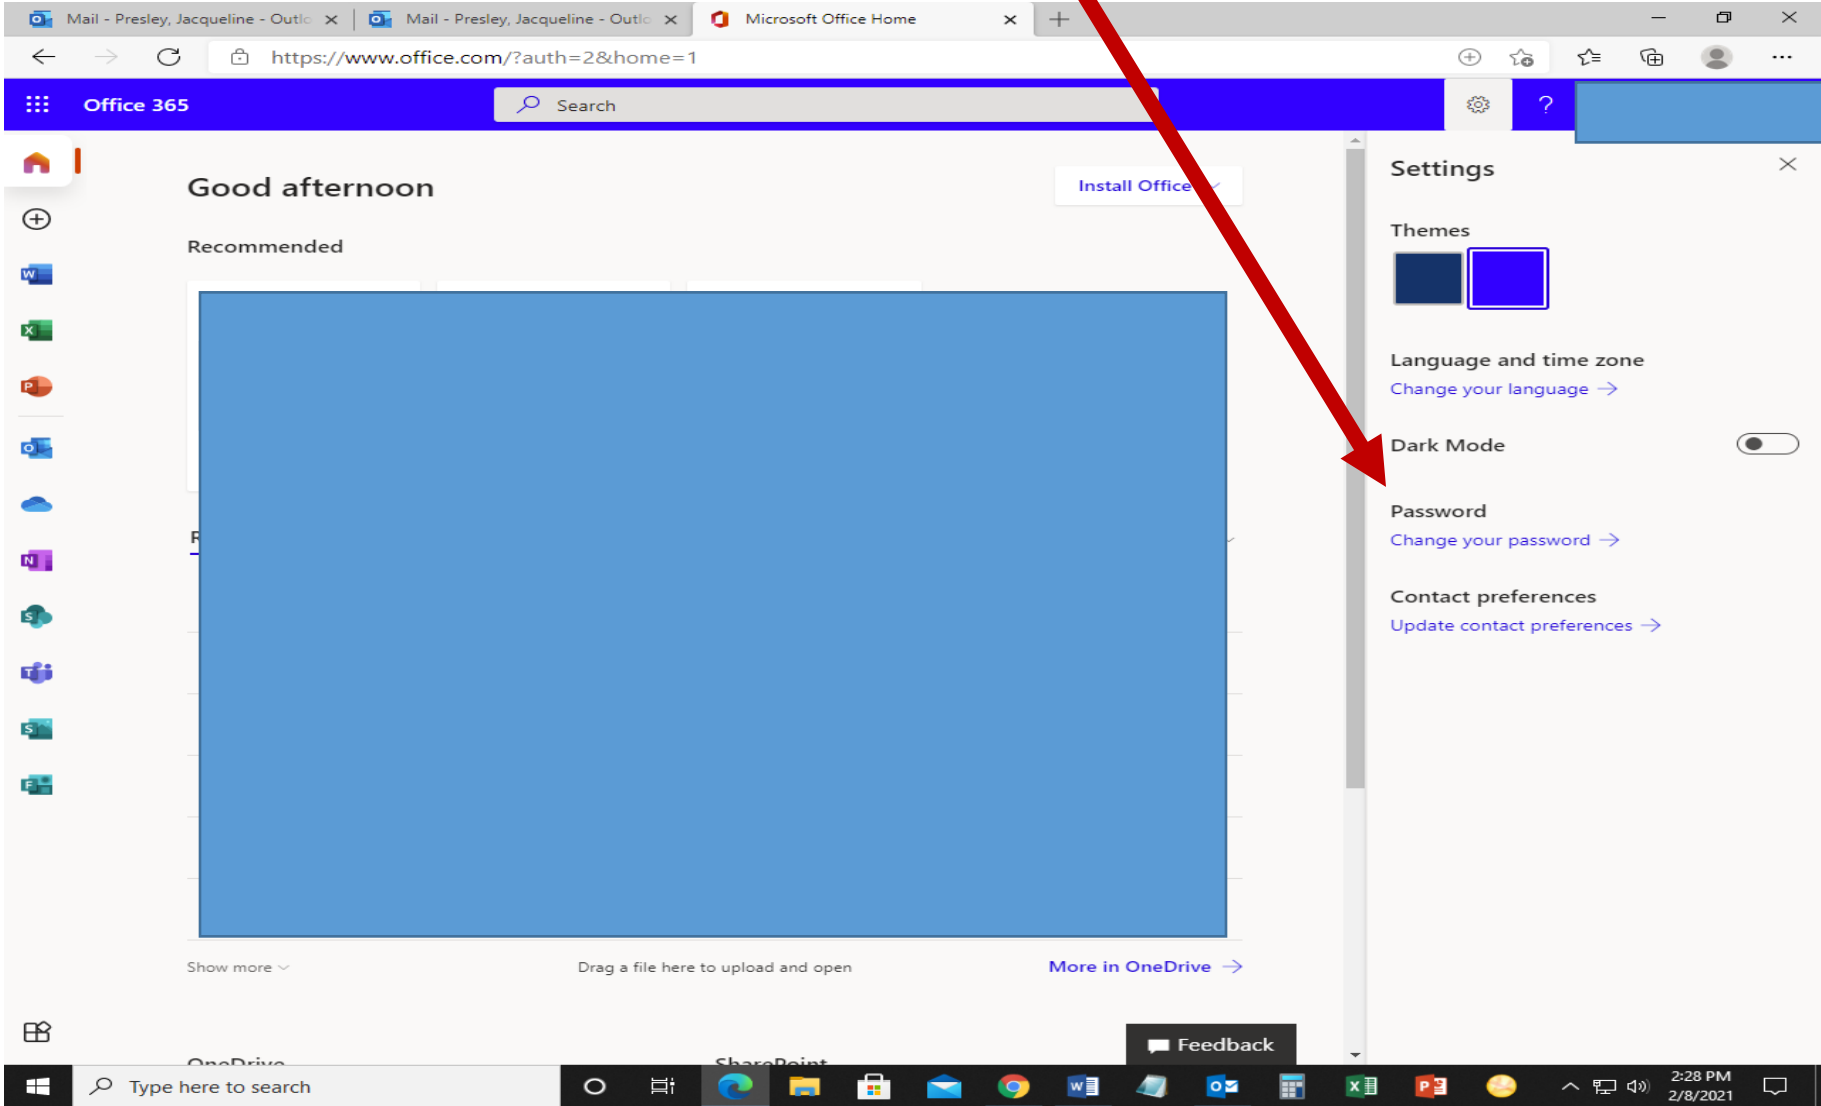 Mail - Presley, Jacqueline - Outlo
Mail - Presley, Jacqueline - Outlo
Microsoft Office Home
https://www.office.com/?auth=2&home=1
Office 365
Search
?
Good afternoon
Install Office
Recommended
R
Show more
Drag a file here to upload and open
More in OneDrive
OneDrive
SharePoint
Feedback
Settings
Themes
Language and time zone
Change your language
Dark Mode
Password
Change your password
Contact preferences
Update contact preferences
Type here to search
2:28 PM
2/8/2021